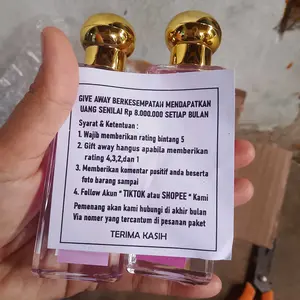 GIVE AWAY BERKESEMPATAH MENDAPATKAN
UANG SENILAI Rp 8.000.000 SETIAP BULAN
Syarat & Ketentuan :
1. Wajib memberikan rating bintang 5
2. Gift away hangus apabila memberikan
rating 4,3,2,dan 1
3. Memberikan komentar positif anda beserta
foto barang sampai
4. Follow Akun " TIKTOK atau SHOPEE " Kami
Pemenang akan kami hubungi di akhir bulan
Via nomer yang tercantum di pesanan paket
TERIMA KASIH